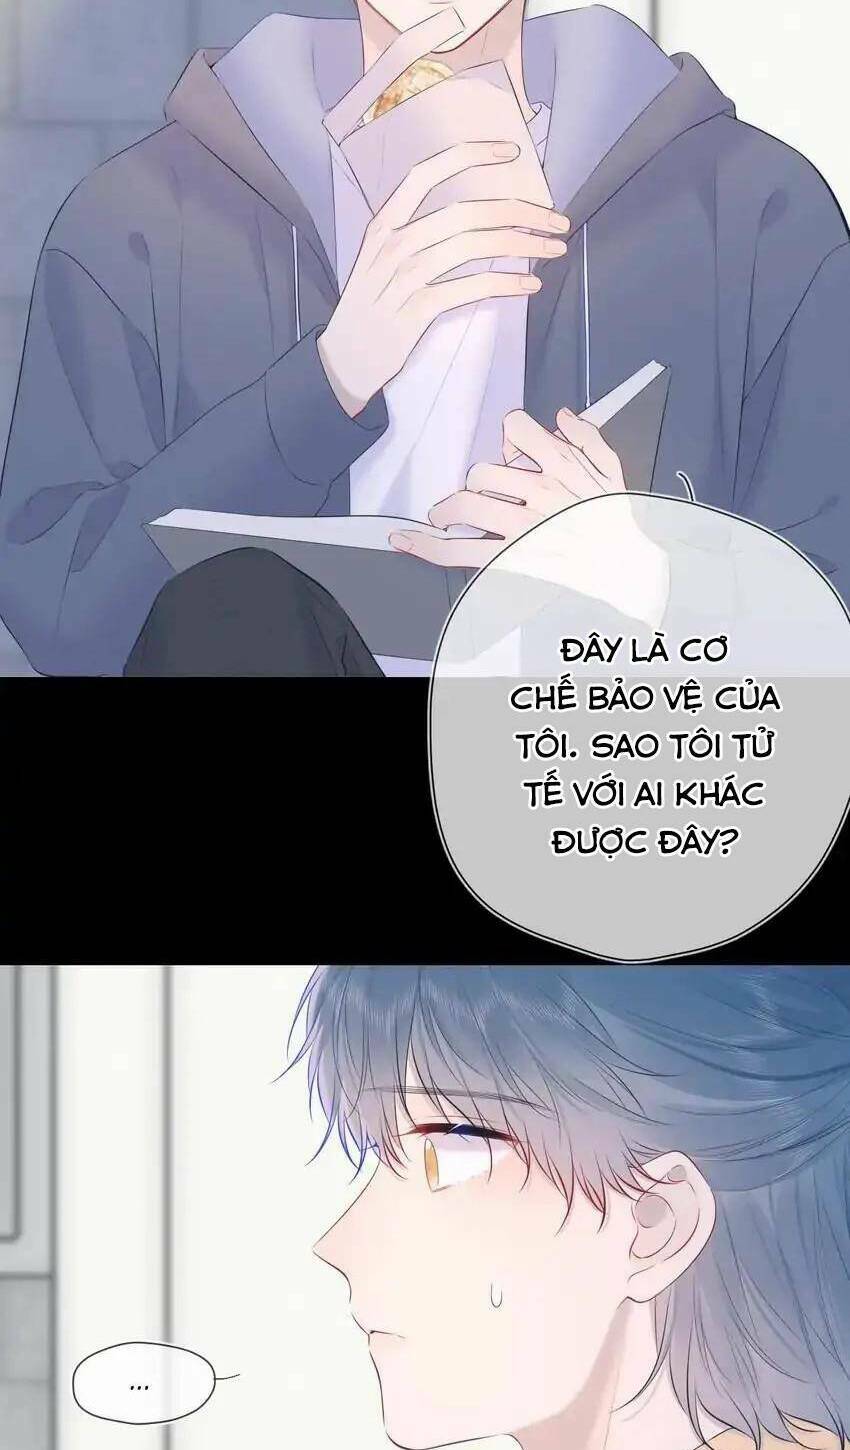 ĐÂY LÀ CƠ
CHẾ BẢO VỆ CỦA
TÔI. SAO TÔI TỬ
TẾ VỚI AI KHÁC
ĐƯỢC ĐÂY?
...